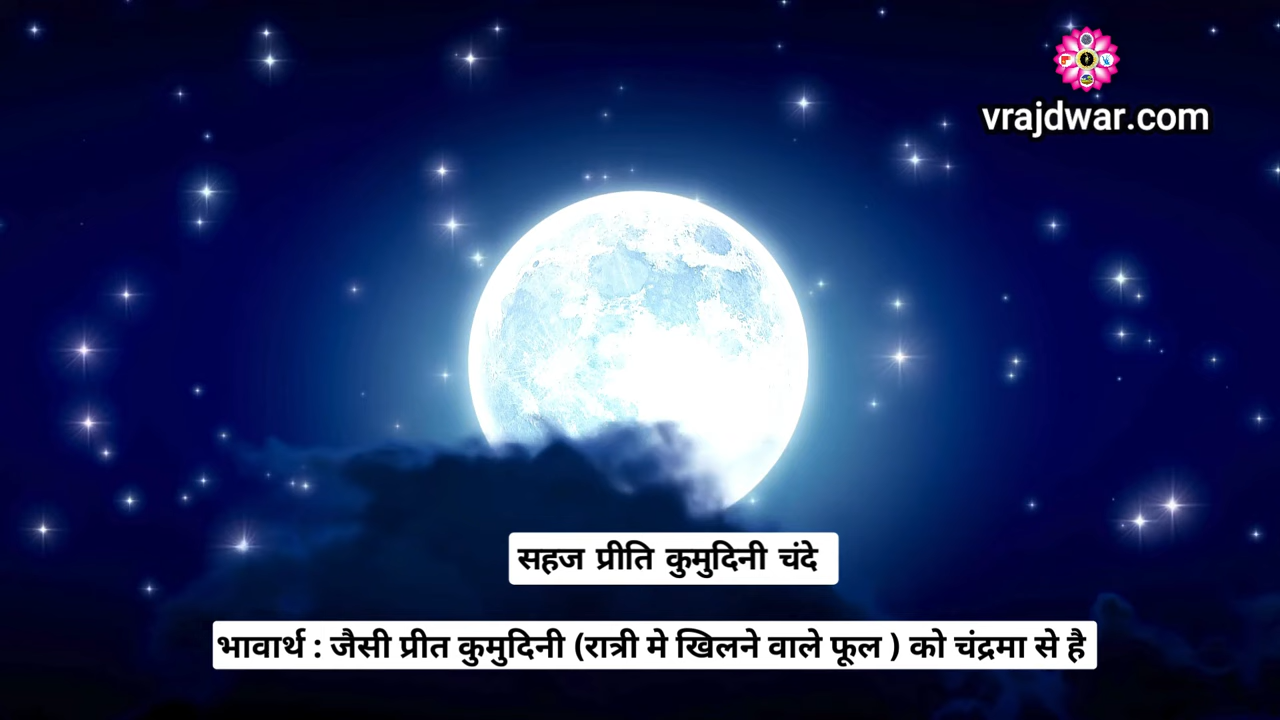 vrajdwar.com
सहज प्रीति कुमुदिनी चंदे
भावार्थ : जैसी प्रीत कुमुदिनी (रात्री मे खिलने वाले फूल ) को चंद्रमा से है